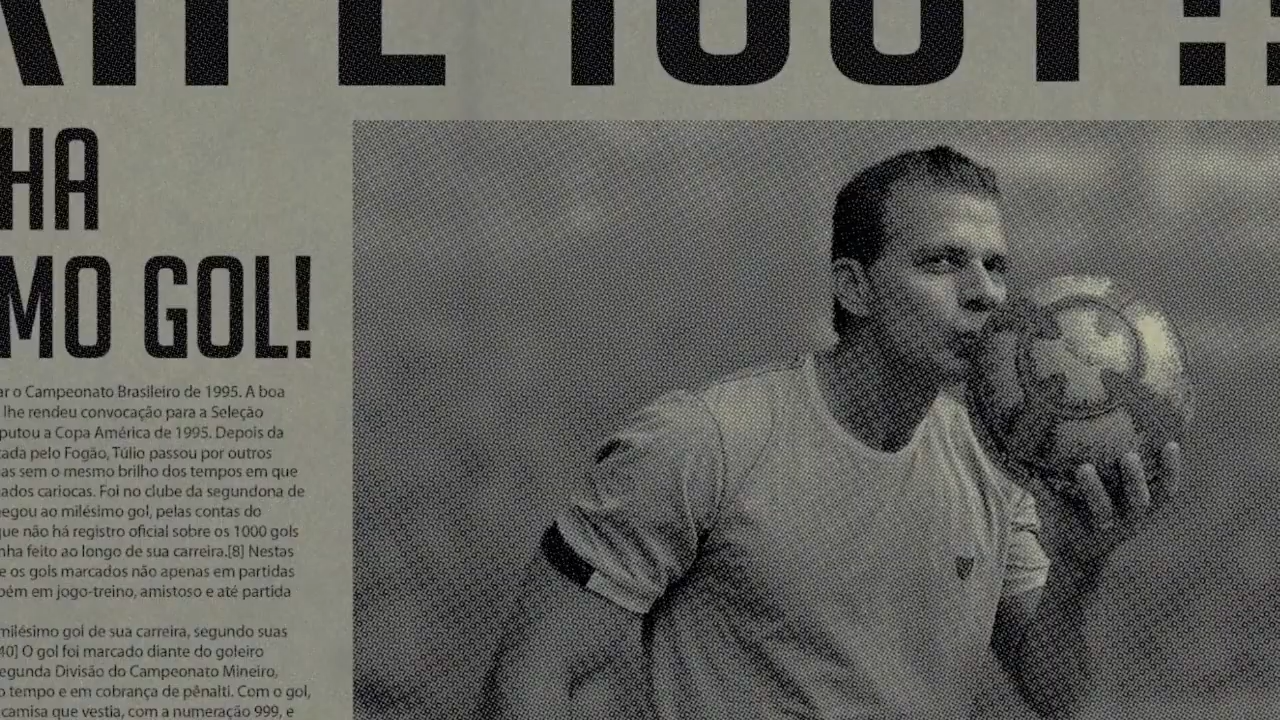 HA
MO GOL!
ar o Campeonato Brasileiro de 1995. A boa
lhe rendeu convocação para a Seleção
putou a Copa América de 1995. Depois da
tada pelo Fogão, Túlio passou por outros
as sem o mesmo brilho dos tempos em que
ados cariocas. Foi no clube da segundona de
hegou ao milésimo gol, pelas contas do
que não há registro oficial sobre os 1000 gols
nha feito ao longo de sua carreira.[8] Nestas
e os gols marcados não apenas em partidas
bém em jogo-treino, amistoso e até partida
milésimo gol de sua carreira, segundo suas
40] O gol foi marcado diante do goleiro
egunda Divisão do Campeonato Mineiro,
o tempo e em cobrança de pênalti. Com o gol,
camisa que vestia, com a numeração 999, e